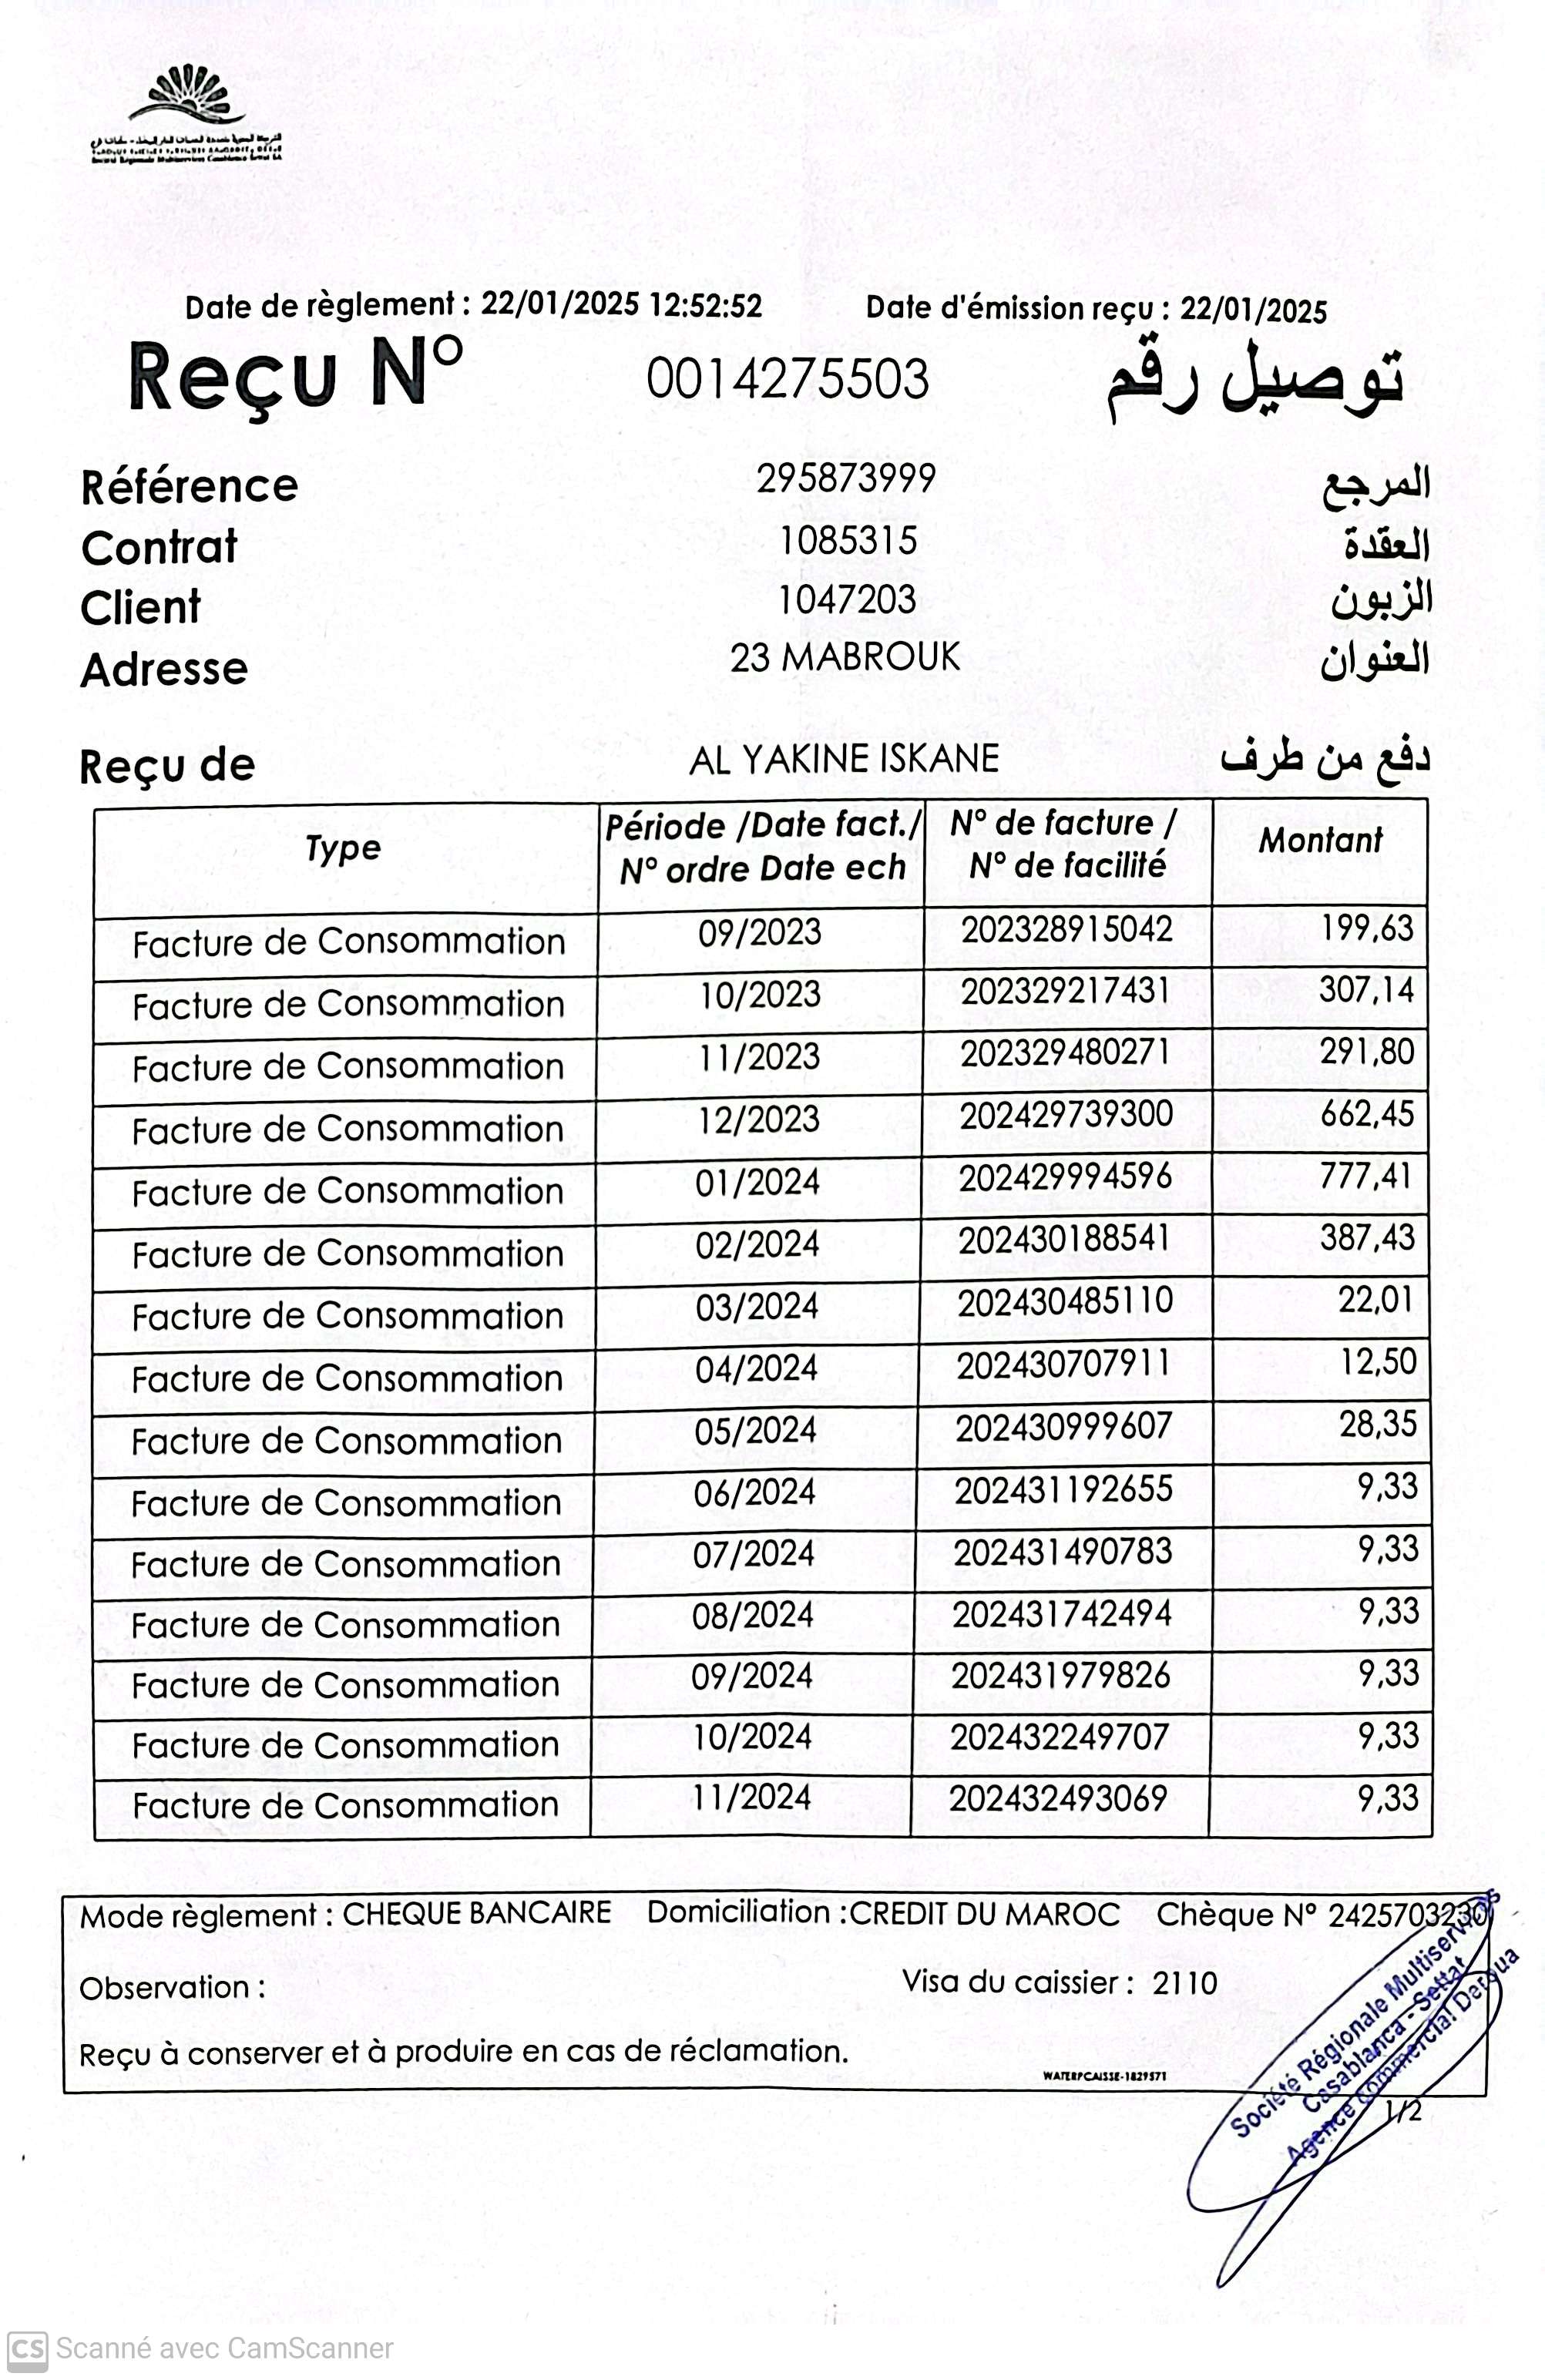 Société Régionale Multiservices Casablanca Settat SA
Date de règlement : 22/01/2025 12:52:52 Date d'émission reçu : 22/01/2025
Reçu N° 0014275503 توصيل رقم
Référence 295873999 المرجع
Contrat 1085315 العقدة
Client 1047203 الزبون
Adresse 23 MABROUK العنوان
Reçu de AL YAKINE ISKANE دفع من طرف
Type Période /Date fact./ N° de facture / Montant
N° ordre Date ech N° de facilité
Facture de Consommation 09/2023 202328915042 199,63
Facture de Consommation 10/2023 202329217431 307,14
Facture de Consommation 11/2023 202329480271 291,80
Facture de Consommation 12/2023 202429739300 662,45
Facture de Consommation 01/2024 202429994596 777,41
Facture de Consommation 02/2024 202430188541 387,43
Facture de Consommation 03/2024 202430485110 22,01
Facture de Consommation 04/2024 202430707911 12,50
Facture de Consommation 05/2024 202430999607 28,35
Facture de Consommation 06/2024 202431192655 9,33
Facture de Consommation 07/2024 202431490783 9,33
Facture de Consommation 08/2024 202431742494 9,33
Facture de Consommation 09/2024 202431979826 9,33
Facture de Consommation 10/2024 202432249707 9,33
Facture de Consommation 11/2024 202432493069 9,33
Mode règlement : CHEQUE BANCAIRE Domiciliation :CREDIT DU MAROC Chèque N° 2425703230
Observation : Visa du caissier : 2110
Reçu à conserver et à produire en cas de réclamation.
WATERPCAISSE-1829571
Société Régionale Multiservices
Casablanca - Settat
Agence commercial Deroua
1/2
CS Scanné avec CamScanner